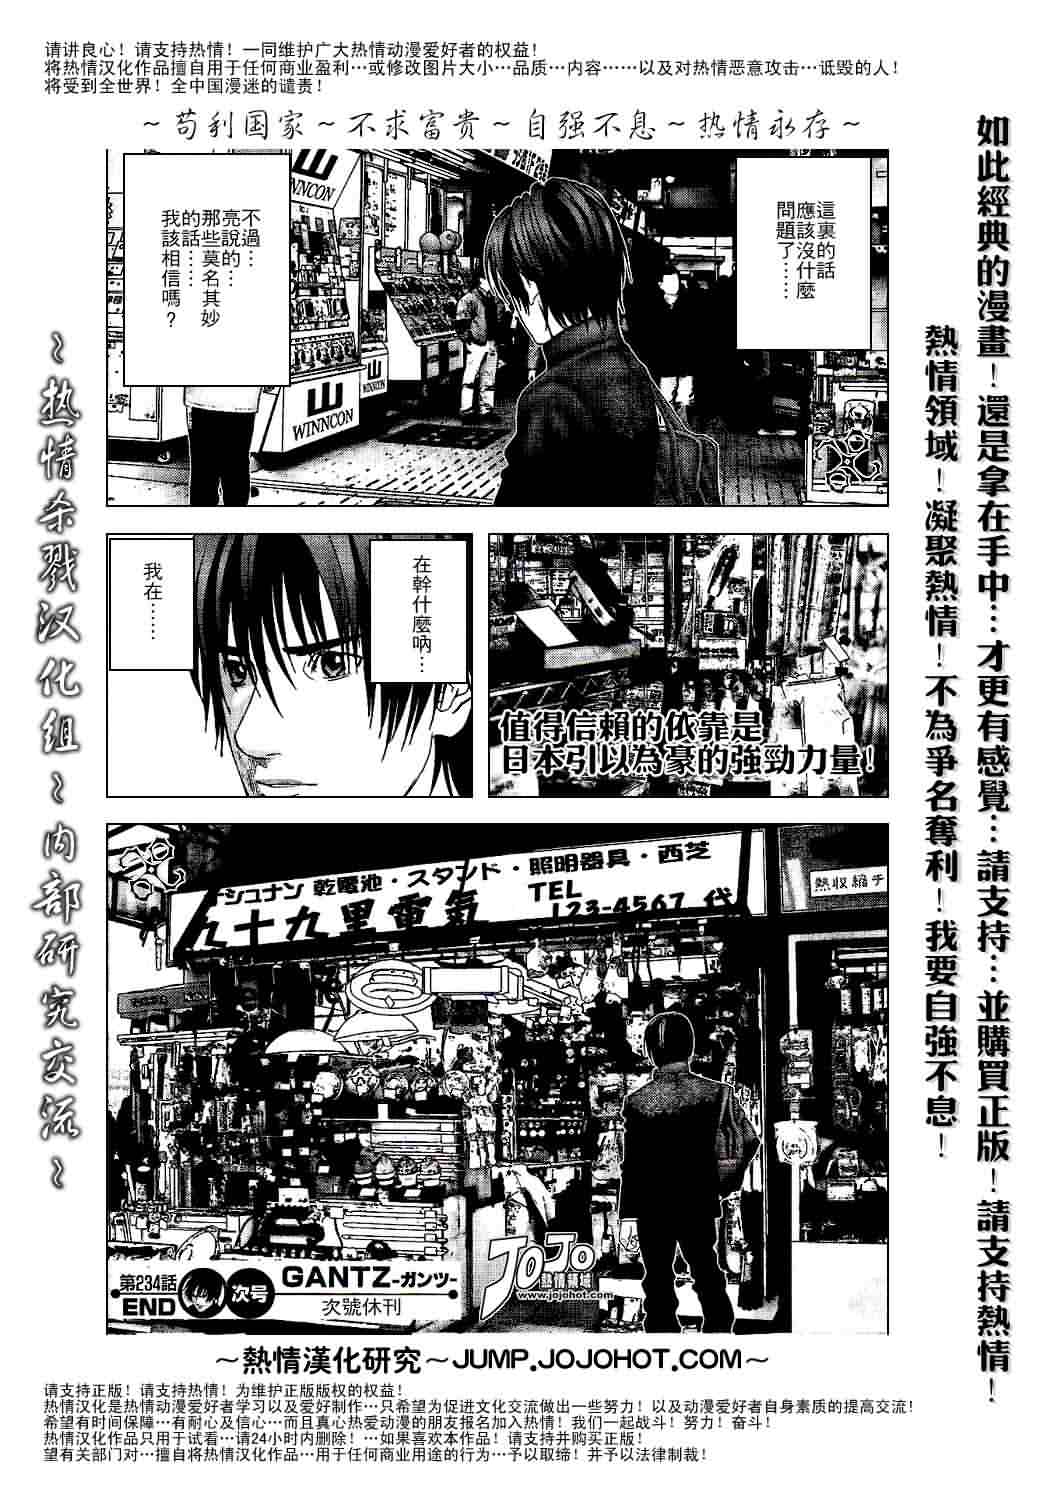 请讲良心！请支持热情！一同维护广大热情动漫爱好者的权益！
将热情汉化作品擅自用于任何商业盈利…或修改图片大小…品质…内容……以及对热情恶意攻击…诋毁的人！
将受到全世界！全中国漫迷的谴责！
～苟利国家～不求富贵～自强不息～热情永存～
如此經典的漫畫！還是拿在手中…才更有感覺…請支持…並購買正版！請支持熱情！
熱情領域！凝聚熱情！不為爭名奪利！我要自強不息！
～热情杀戮汉化组～内部研究交流～
這裏的話
應該沒什麼
問題了……
不過…
亮說的…
那些莫名其妙
的話……
我該相信嗎？
WINNCON
WINNCON
WINNCON
在幹什麼吶…
我在……
值得信賴的依靠是
日本引以為豪的強勁力量！
ーシュナン 乾電池・スタンド・照明器具・西芝
九十九里電氣
TEL
123-4567 代
熱収縮チ
第234話
END
次号
GANTZ-ガンツ-
次號休刊
JOJO
熱情領域
www.jojohot.com
～熱情漢化研究～JUMP.JOJOHOT.COM～
请支持正版！请支持热情！为维护正版版权的权益！
热情汉化是热情动漫爱好者学习以及爱好制作…只希望为促进文化交流做出一些努力！以及动漫爱好者自身素质的提高交流！
希望有时间保障…有耐心及信心…而且真心热爱动漫的朋友报名加入热情！我们一起战斗！努力！奋斗！
热情汉化作品只用于试看…请24小时内删除！…如果喜欢本作品！请支持并购买正版！
望有关部门对…擅自将热情汉化作品…用于任何商业用途的行为…予以取缔！并予以法律制裁！